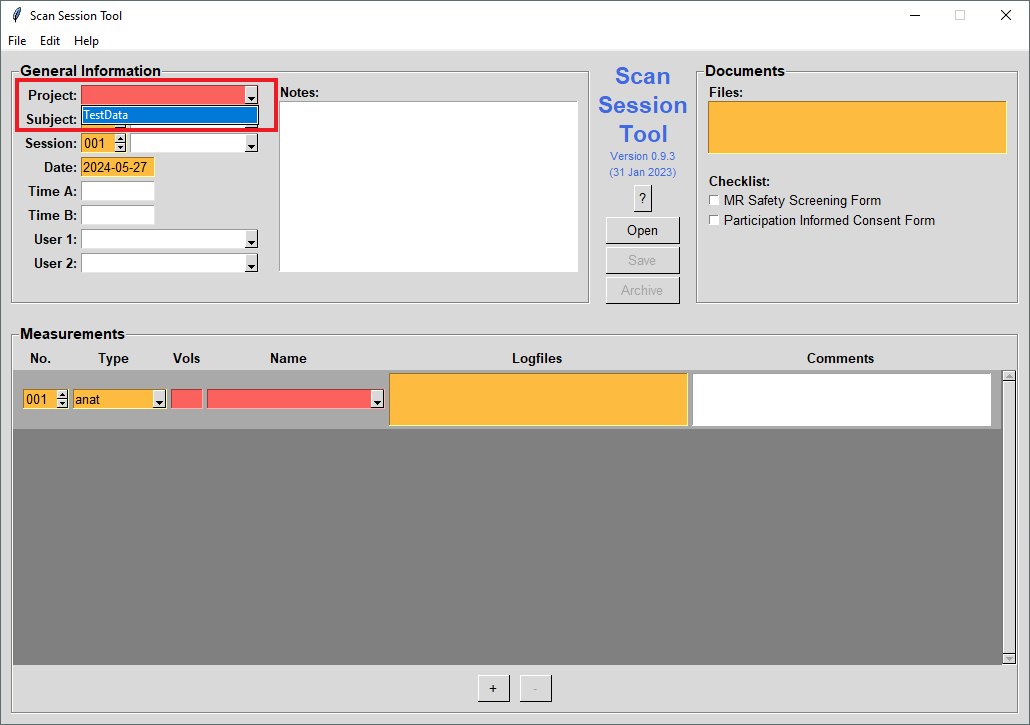 Scan Session Tool
File Edit Help
General Information
Project:
TestData
Subject:
Session: 001
Date: 2024-05-27
Time A:
Time B:
User 1:
User 2:
Notes:
Scan
Session
Tool
Version 0.9.3
(31 Jan 2023)
?
Open
Save
Archive
Documents
Files:
Checklist:
MR Safety Screening Form
Participation Informed Consent Form
Measurements
No. Type Vols Name Logfiles Comments
001 anat
+ -